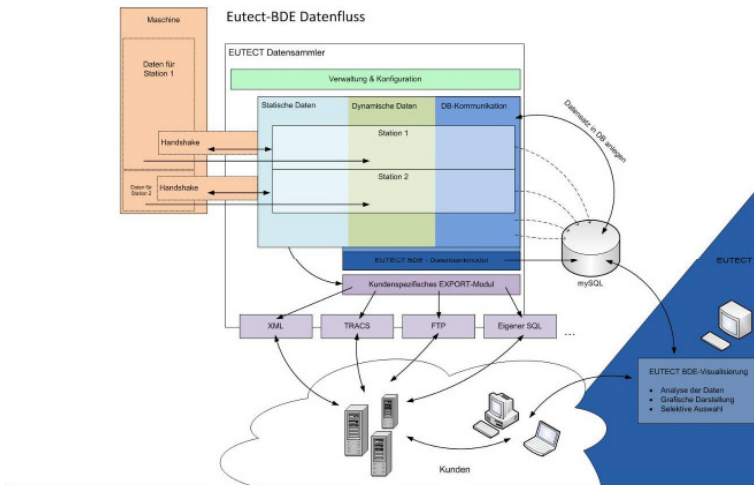 Maschine
Eutect-BDE Datenfluss
EUTECT Datensammler
Daten für
Station 1
Verwaltung & Konfiguration
Statische Daten
Dynamische Daten
DB-Kommunikation
Datensatz in DB anlegen
Station 1
Handshake
Station 2
Daten für
Station 2
Handshake
EUTECT BDE - Datenbankmodul
mySQL
EUTECT
Kundenspezifisches EXPORT-Modul
XML
TRACS
FTP
Eigener SQL
...
EUTECT BDE-Visualisierung
• Analyse der Daten
• Grafische Darstellung
• Selektive Auswahl
Kunden